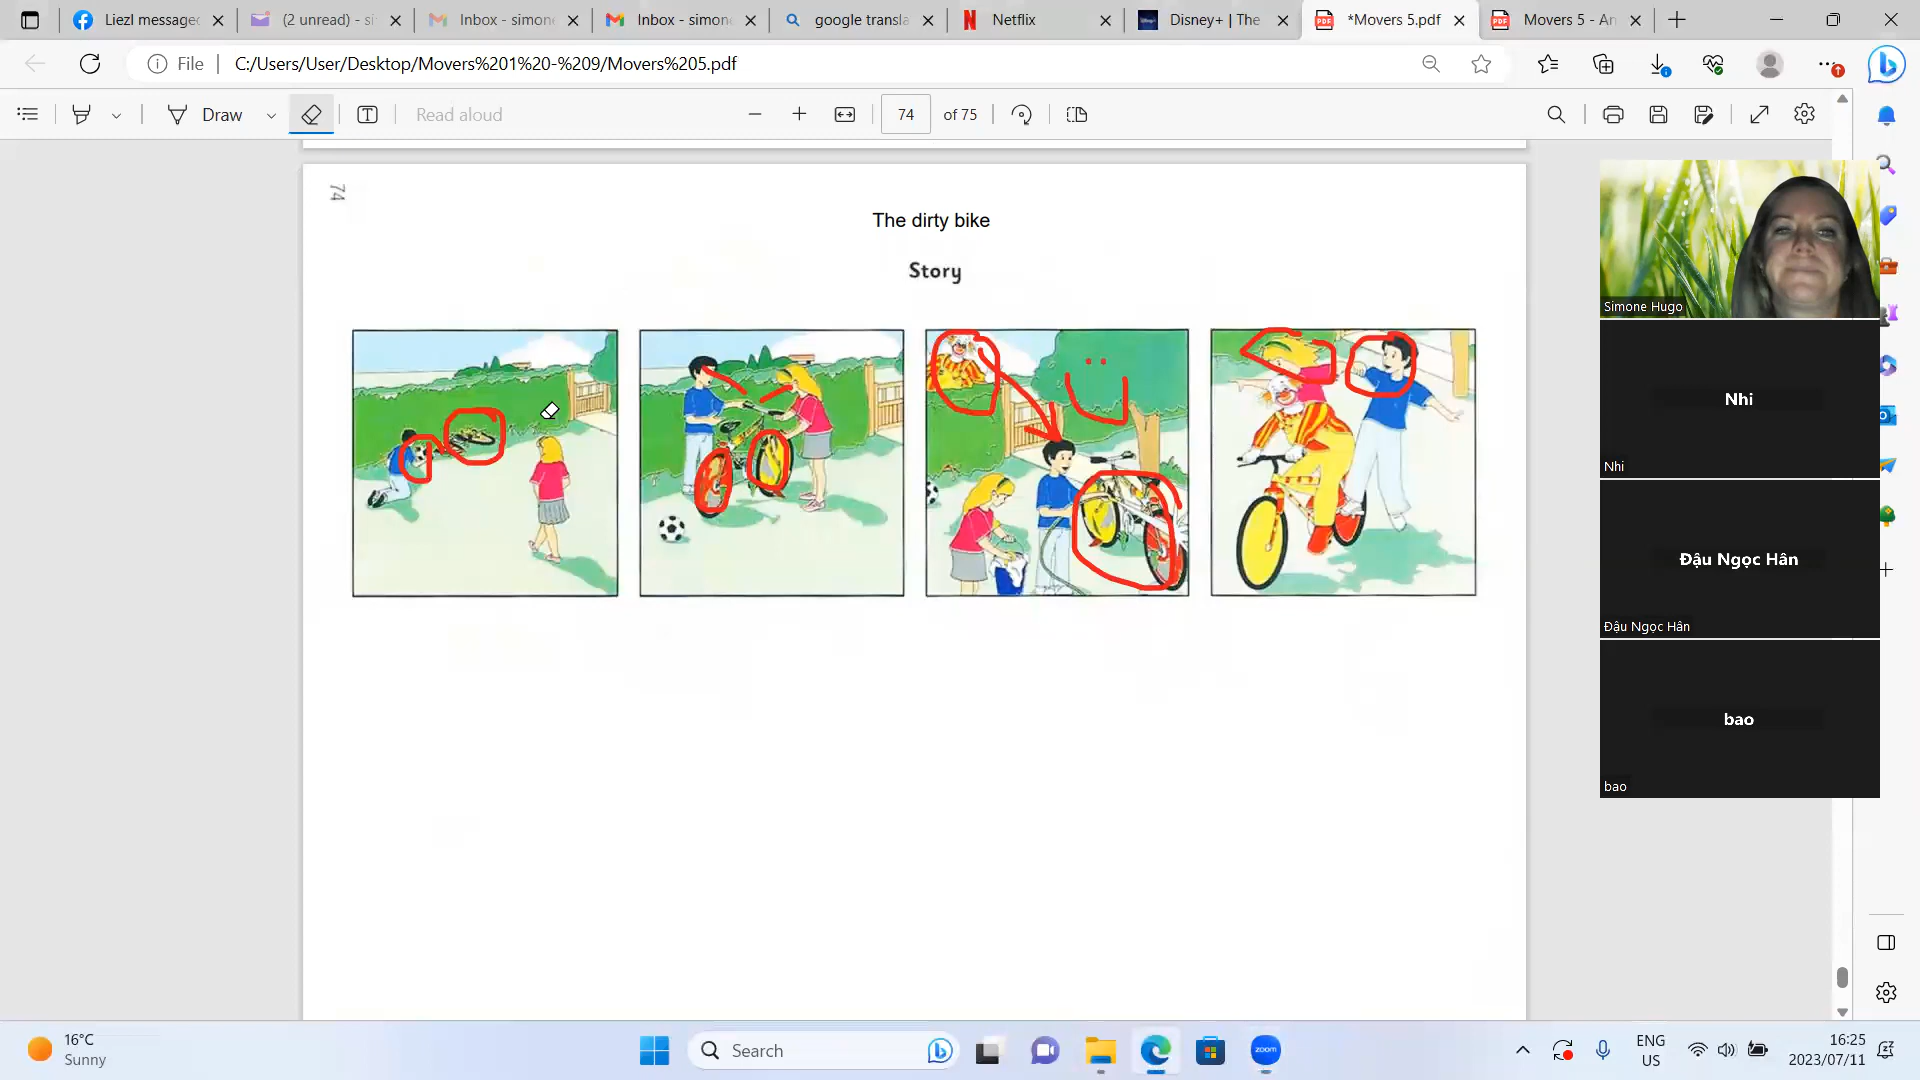 Liezl message
(2 unread) - si
Inbox - simone
Inbox - simone
google transla
Netflix
Disney+ | The
*Movers 5.pdf
Movers 5 - An
File
C:/Users/User/Desktop/Movers%201%20-%209/Movers%205.pdf
Draw
Read aloud
74
of 75
74
The dirty bike
Story
Simone Hugo
Nhi
Nhi
Đậu Ngọc Hân
Đậu Ngọc Hân
bao
bao
16°C
Sunny
Search
zoom
ENG
US
16:25
2023/07/11